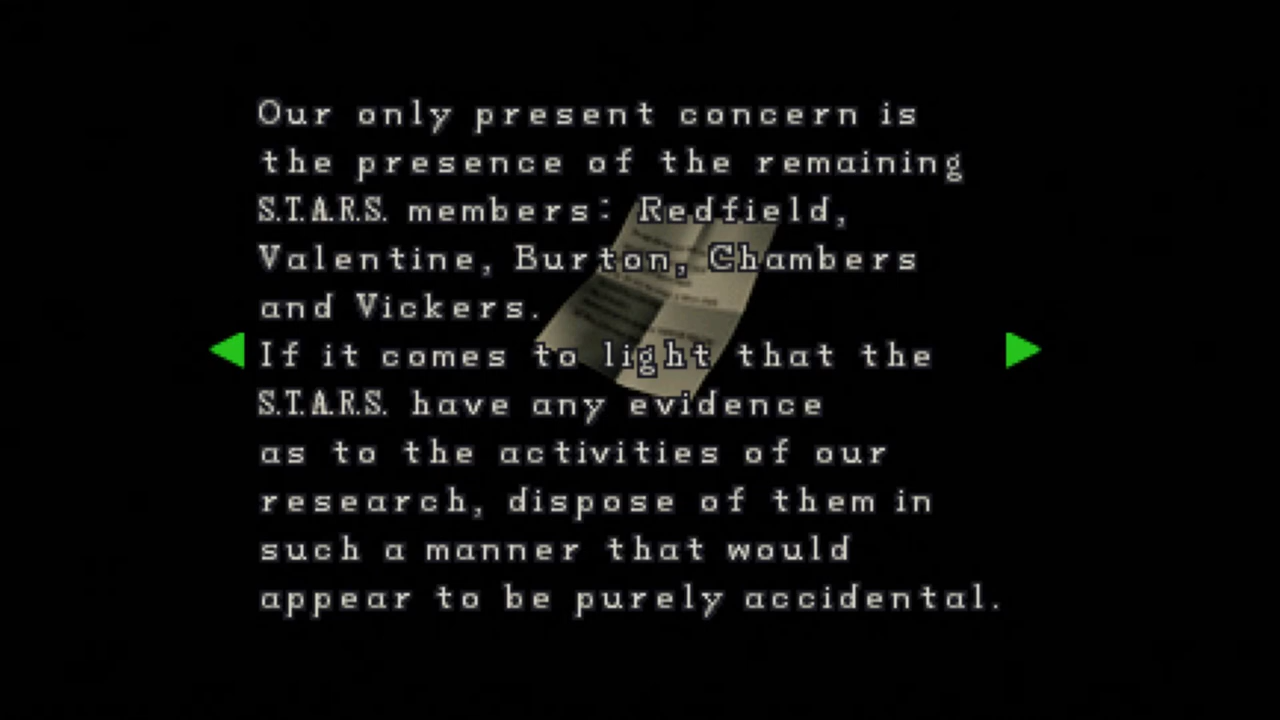 Our only present concern is
the presence of the remaining
S.T.A.R.S. members: Redfield,
Valentine, Burton, Chambers
and Vickers.
If it comes to light that the
S.T.A.R.S. have any evidence
as to the activities of our
research, dispose of them in
such a manner that would
appear to be purely accidental.